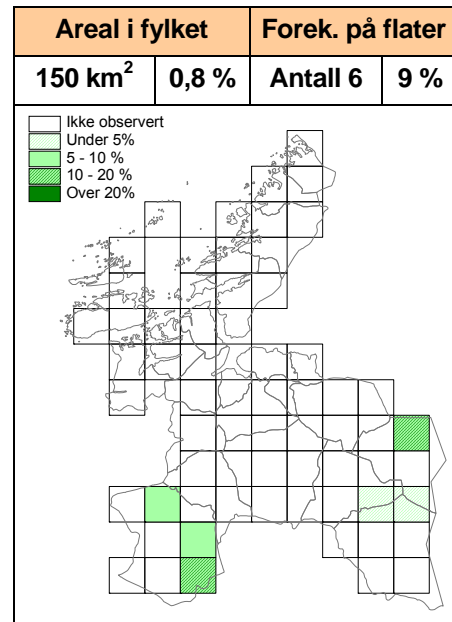 Areal i fylket Forek. på flater
150 km² 0,8 % Antall 6 9 %
Ikke observert
Under 5%
5 - 10 %
10 - 20 %
Over 20%